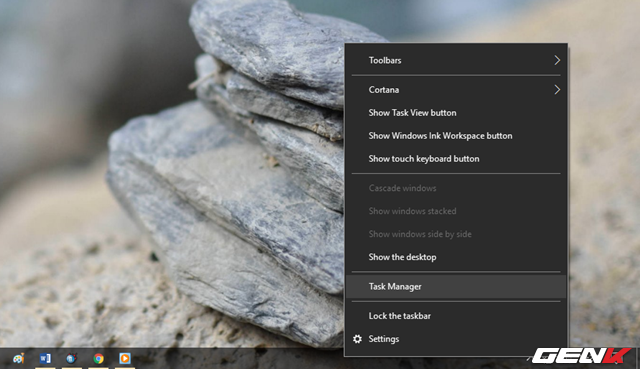 Toolbars
Cortana
Show Task View button
Show Windows Ink Workspace button
Show touch keyboard button
Cascade windows
Show windows stacked
Show windows side by side
Show the desktop
Task Manager
Lock the taskbar
Settings
GENK